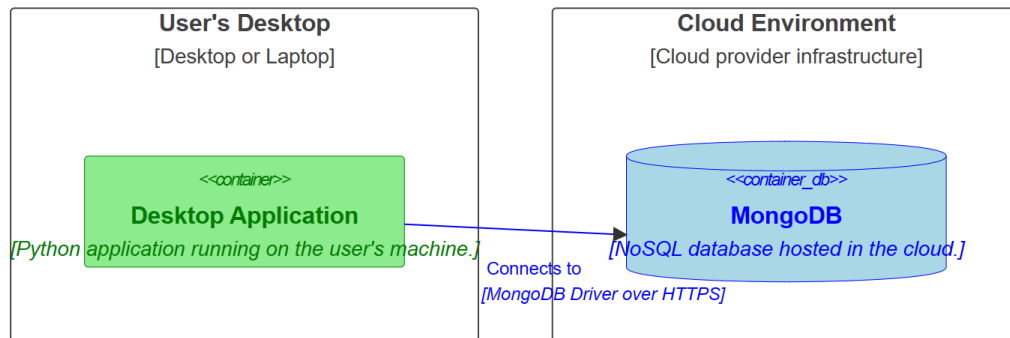 User's Desktop
[Desktop or Laptop]
<<container>>
Desktop Application
[Python application running on the user's machine.]
Connects to
[MongoDB Driver over HTTPS]
Cloud Environment
[Cloud provider infrastructure]
<<container_db>>
MongoDB
[NoSQL database hosted in the cloud.]